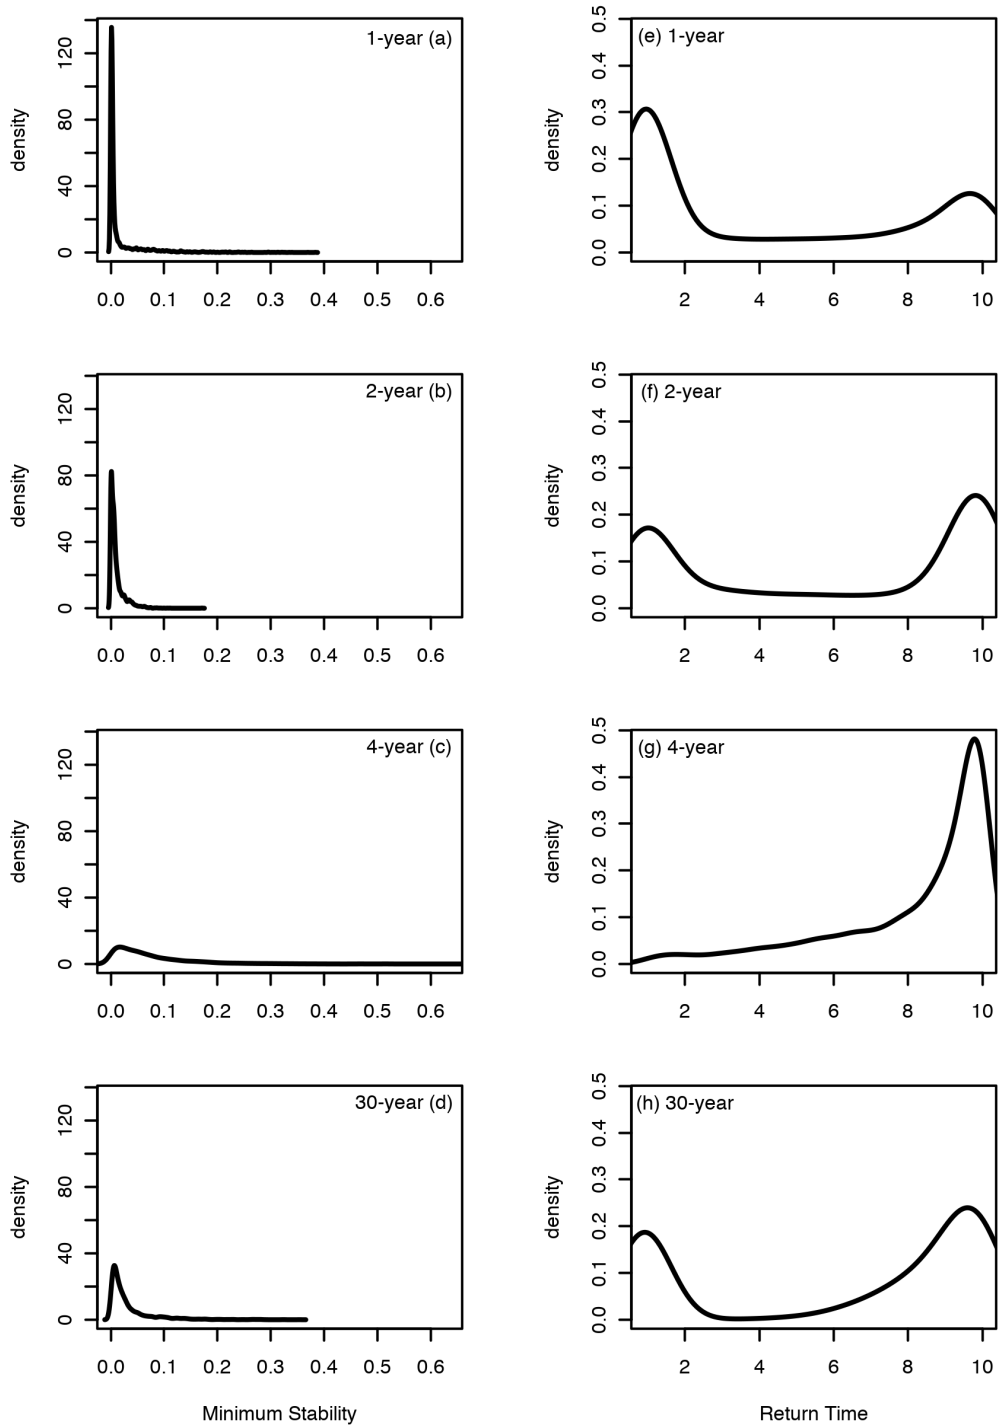 1-year (a)
density
0 40 80 120
0.0 0.1 0.2 0.3 0.4 0.5 0.6
(e) 1-year
density
0.0 0.1 0.2 0.3 0.4 0.5
2 4 6 8 10
2-year (b)
density
0 40 80 120
0.0 0.1 0.2 0.3 0.4 0.5 0.6
(f) 2-year
density
0.0 0.1 0.2 0.3 0.4 0.5
2 4 6 8 10
4-year (c)
density
0 40 80 120
0.0 0.1 0.2 0.3 0.4 0.5 0.6
(g) 4-year
density
0.0 0.1 0.2 0.3 0.4 0.5
2 4 6 8 10
30-year (d)
density
0 40 80 120
0.0 0.1 0.2 0.3 0.4 0.5 0.6
Minimum Stability
(h) 30-year
density
0.0 0.1 0.2 0.3 0.4 0.5
2 4 6 8 10
Return Time